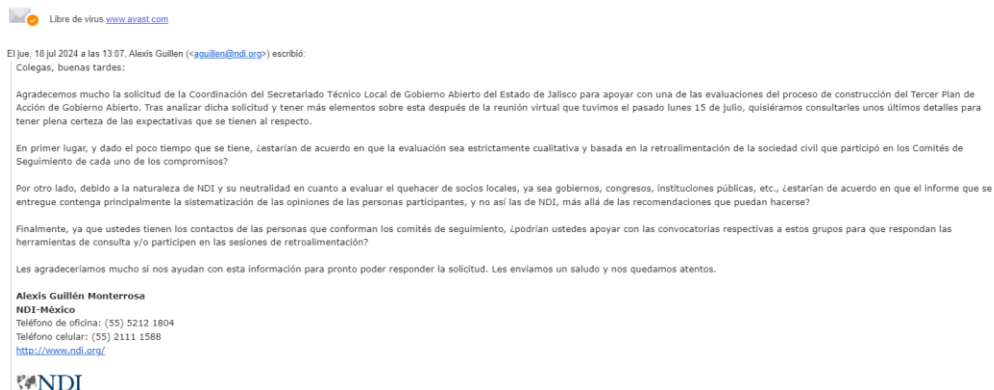 Libre de virus.www.avast.com
El jue, 18 jul 2024 a las 13:07, Alexis Guillen (<aguillen@ndi.org>) escribió:
Colegas, buenas tardes:
Agradecemos mucho la solicitud de la Coordinación del Secretariado Técnico Local de Gobierno Abierto del Estado de Jalisco para apoyar con una de las evaluaciones del proceso de construcción del Tercer Plan de
Acción de Gobierno Abierto. Tras analizar dicha solicitud y tener más elementos sobre esta después de la reunión virtual que tuvimos el pasado lunes 15 de julio, quisiéramos consultarles unos últimos detalles para
tener plena certeza de las expectativas que se tienen al respecto.
En primer lugar, y dado el poco tiempo que se tiene, ¿estarían de acuerdo en que la evaluación sea estrictamente cualitativa y basada en la retroalimentación de la sociedad civil que participó en los Comités de
Seguimiento de cada uno de los compromisos?
Por otro lado, debido a la naturaleza de NDI y su neutralidad en cuanto a evaluar el quehacer de socios locales, ya sea gobiernos, congresos, instituciones públicas, etc., ¿estarían de acuerdo en que el informe que se
entregue contenga principalmente la sistematización de las opiniones de las personas participantes, y no así las de NDI, más allá de las recomendaciones que puedan hacerse?
Finalmente, ya que ustedes tienen los contactos de las personas que conforman los comités de seguimiento, ¿podrían ustedes apoyar con las convocatorias respectivas a estos grupos para que respondan las
herramientas de consulta y/o participen en las sesiones de retroalimentación?
Les agradeceríamos mucho si nos ayudan con esta información para pronto poder responder la solicitud. Les enviamos un saludo y nos quedamos atentos.
Alexis Guillén Monterrosa
NDI-México
Teléfono de oficina: (55) 5212 1804
Teléfono celular: (55) 2111 1588
http://www.ndi.org/
NDI